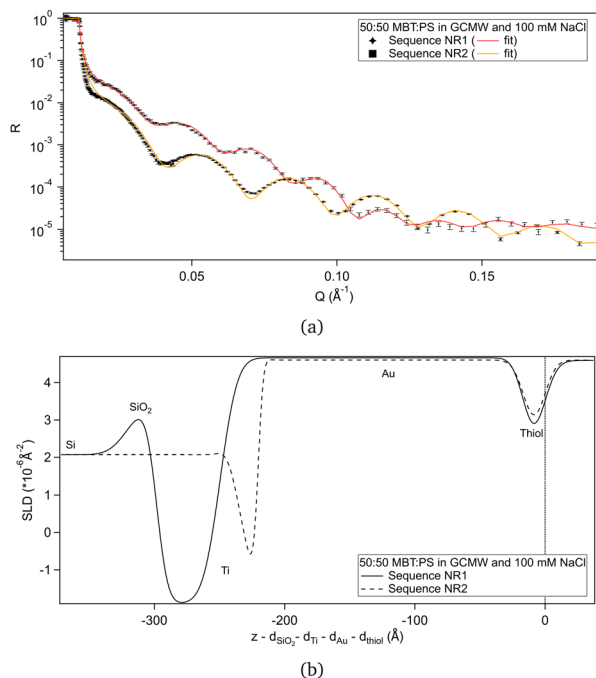 10⁰
10⁻¹
10⁻²
10⁻³
10⁻⁴
10⁻⁵
R
50:50 MBT:PS in GCMW and 100 mM NaCl
Sequence NR1 ( fit)
Sequence NR2 ( fit)
0.05 0.10 0.15
Q (Å⁻¹)
(a)
4
3
2
1
0
-1
SLD (*10⁻⁶Å⁻²)
Si
SiO₂
Ti
Au
Thiol
50:50 MBT:PS in GCMW and 100 mM NaCl
Sequence NR1
Sequence NR2
-300 -200 -100 0
z - d_SiO₂ - d_Ti - d_Au - d_thiol (Å)
(b)